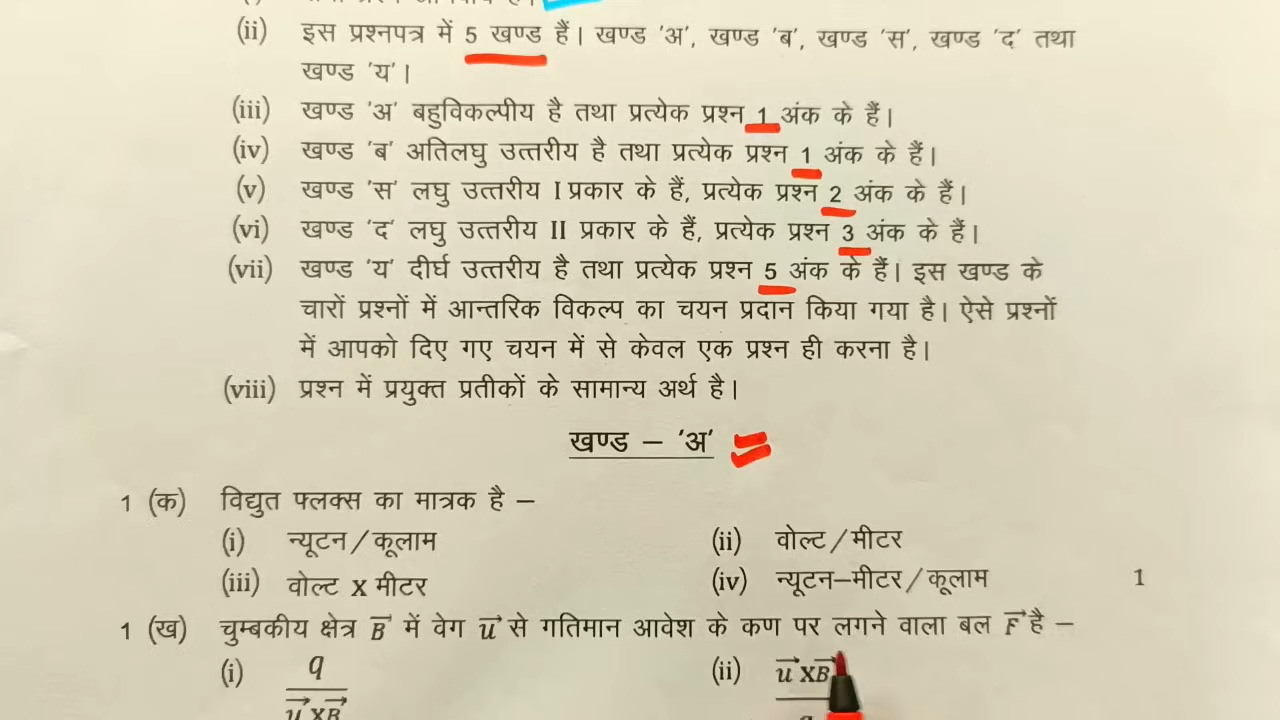 (ii) इस प्रश्नपत्र में 5 खण्ड हैं। खण्ड 'अ', खण्ड 'ब', खण्ड 'स', खण्ड 'द' तथा
खण्ड 'य'।
(iii) खण्ड 'अ' बहुविकल्पीय है तथा प्रत्येक प्रश्न 1 अंक के हैं।
(iv) खण्ड 'ब' अतिलघु उत्तरीय है तथा प्रत्येक प्रश्न 1 अंक के हैं।
(v) खण्ड 'स' लघु उत्तरीय I प्रकार के हैं, प्रत्येक प्रश्न 2 अंक के हैं।
(vi) खण्ड 'द' लघु उत्तरीय II प्रकार के हैं, प्रत्येक प्रश्न 3 अंक के हैं।
(vii) खण्ड 'य' दीर्घ उत्तरीय है तथा प्रत्येक प्रश्न 5 अंक के हैं। इस खण्ड के
चारों प्रश्नों में आन्तरिक विकल्प का चयन प्रदान किया गया है। ऐसे प्रश्नों
में आपको दिए गए चयन में से केवल एक प्रश्न ही करना है।
(viii) प्रश्न में प्रयुक्त प्रतीकों के सामान्य अर्थ है।
खण्ड – 'अ'
1 (क) विद्युत फ्लक्स का मात्रक है –
(i) न्यूटन/कूलाम (ii) वोल्ट/मीटर
(iii) वोल्ट X मीटर (iv) न्यूटन–मीटर/कूलाम 1
1 (ख) चुम्बकीय क्षेत्र B⃗ में वेग u⃗ से गतिमान आवेश के कण पर लगने वाला बल F⃗ है –
(i) q (ii) u⃗ XB⃗
u⃗ XB⃗